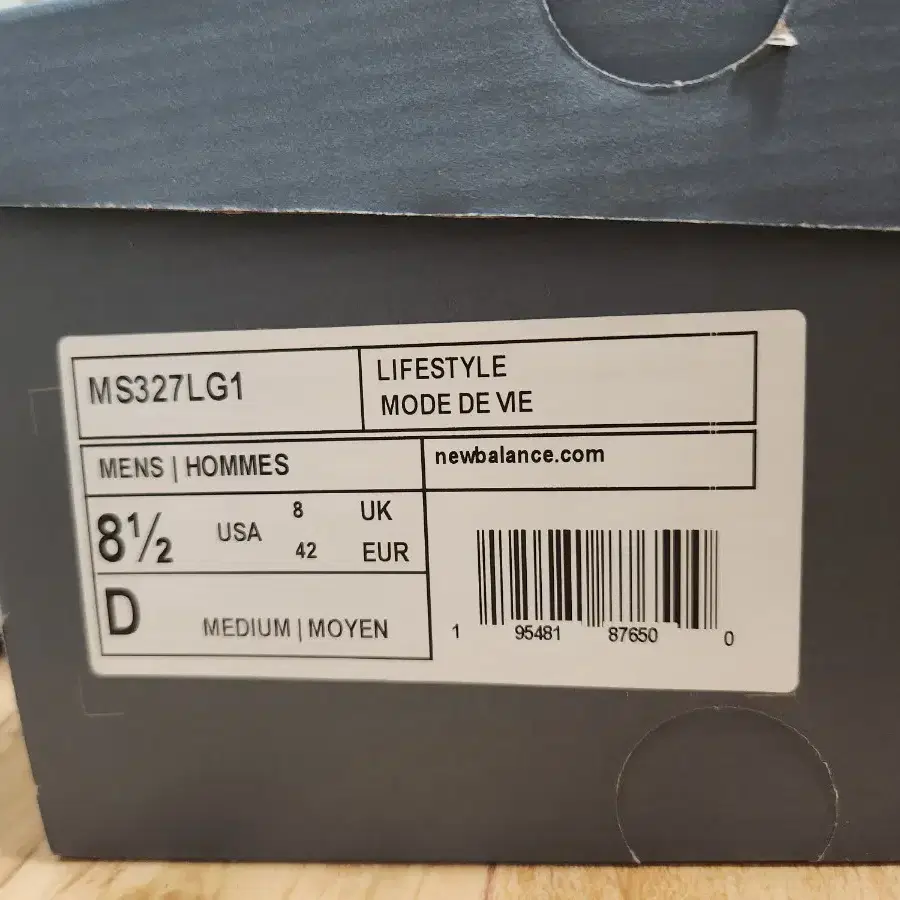 MS327LG1
LIFESTYLE
MODE DE VIE
MENS | HOMMES
newbalance.com
8½ USA 8 UK
42 EUR
D MEDIUM | MOYEN
1 95481 87650 0